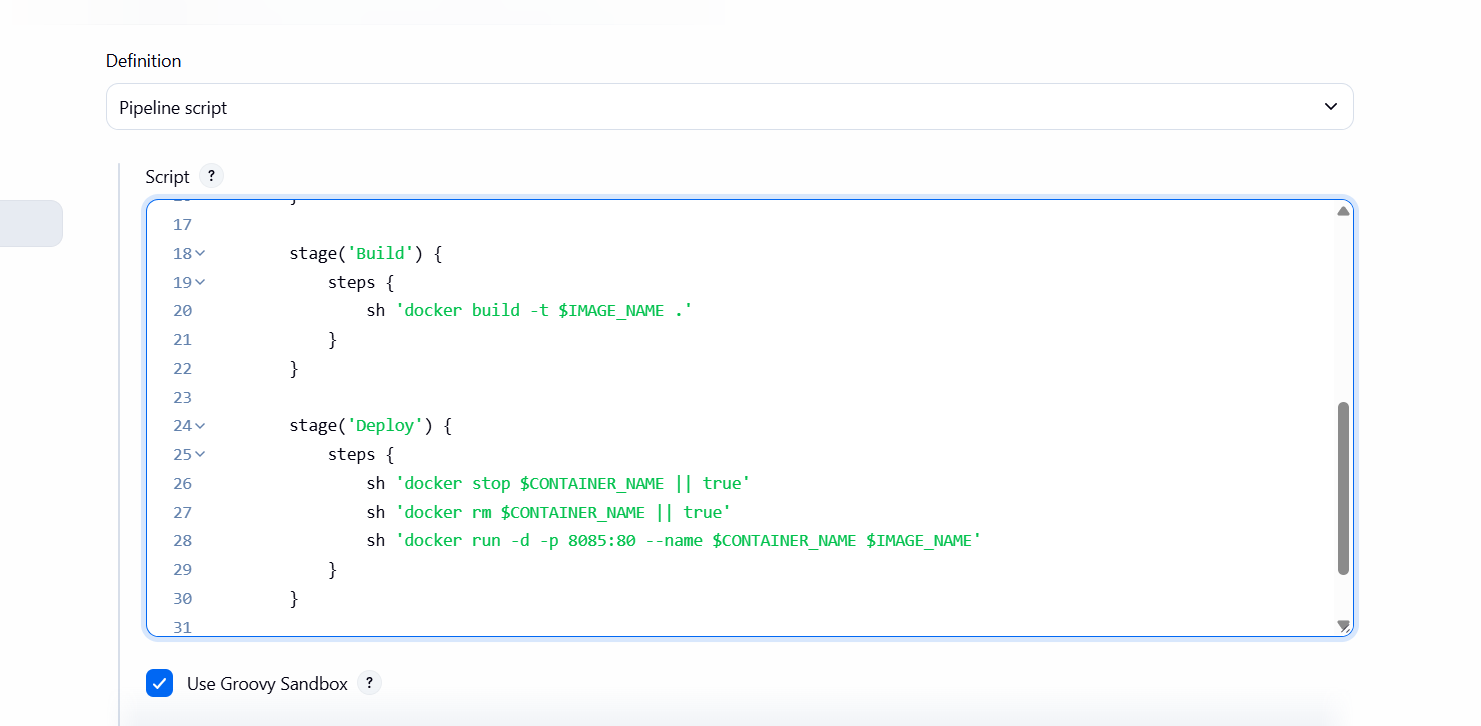 Definition
Pipeline script
Script ?
17
18 stage('Build') {
19 steps {
20 sh 'docker build -t $IMAGE_NAME .'
21 }
22 }
23
24 stage('Deploy') {
25 steps {
26 sh 'docker stop $CONTAINER_NAME || true'
27 sh 'docker rm $CONTAINER_NAME || true'
28 sh 'docker run -d -p 8085:80 --name $CONTAINER_NAME $IMAGE_NAME'
29 }
30 }
31
Use Groovy Sandbox ?